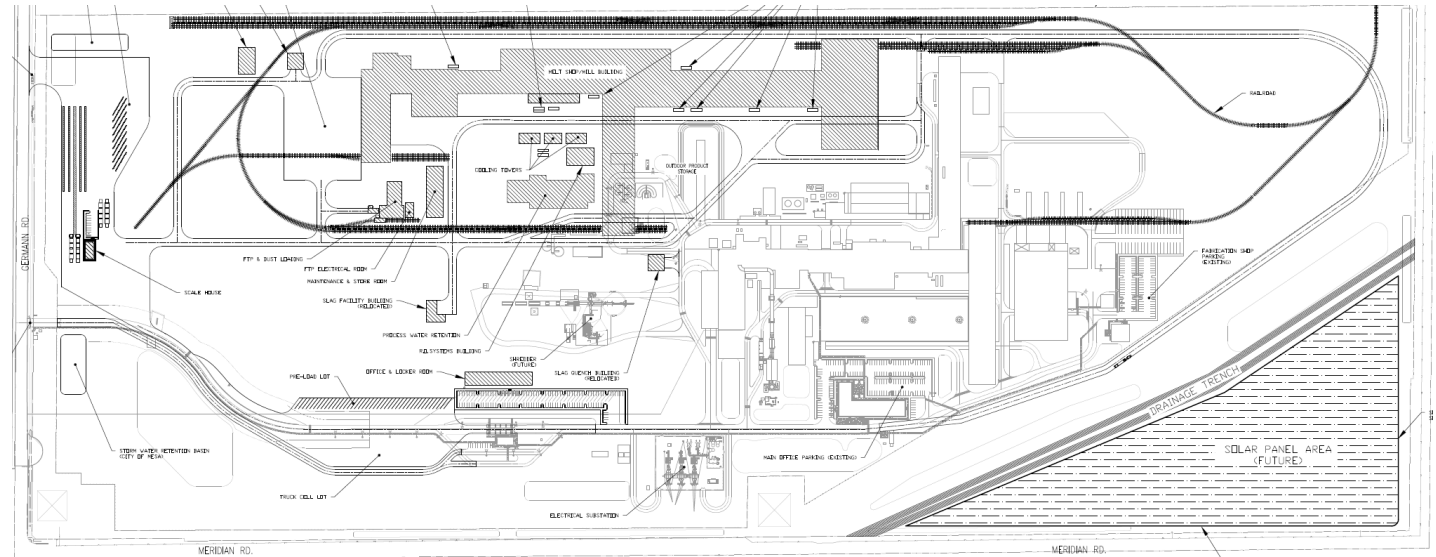 MELT SHOP/MILL BUILDING
RAILROAD
COOLING TOWERS
OUTDOOR PRODUCT
STORAGE
GERMANN RD.
FTP & DUST LOADING
FTP ELECTRICAL ROOM
MAINTENANCE & STORE ROOM
SCALE HOUSE
SLAG FACILITY BUILDING
(RELOCATED)
PROCESS WATER RETENTION
SYSTEMS BUILDING
SHREDDER
(FUTURE)
SLAG QUENCH BUILDING
(RELOCATED)
FABRICATION SHOP
PARKING
(EXISTING)
OFFICE & LOCKER ROOM
PRE-LOAD LOT
STORM WATER RETENTION BASIN
(CITY OF MESA)
TRUCK CELL LOT
ELECTRICAL SUBSTATION
MAIN OFFICE PARKING (EXISTING)
DRAINAGE TRENCH
SOLAR PANEL AREA
(FUTURE)
MERIDIAN RD.
MERIDIAN RD.